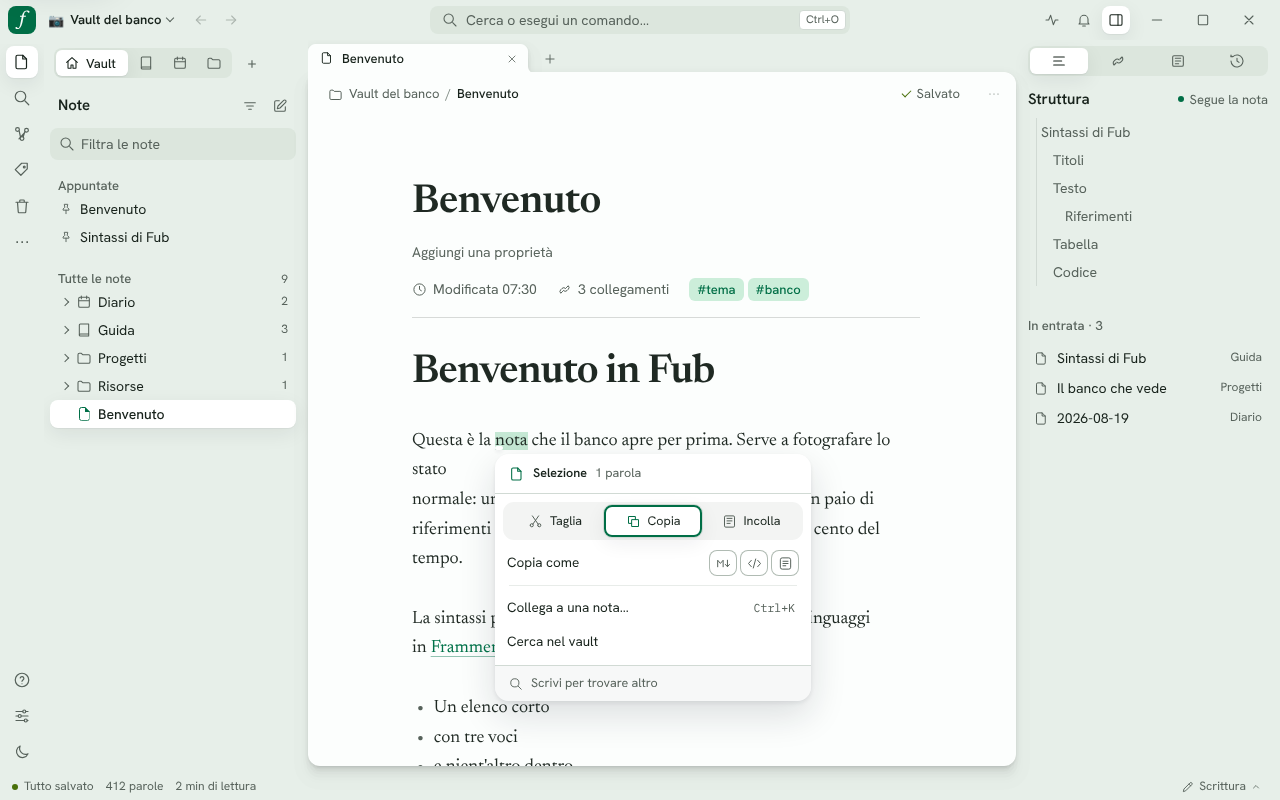 Vault del banco
Cerca o esegui un comando...
Ctrl+O
Vault
Note
Filtra le note
Appuntate
Benvenuto
Sintassi di Fub
Tutte le note 9
Diario 2
Guida 3
Progetti 1
Risorse 1
Benvenuto
Tutto salvato 412 parole 2 min di lettura
Benvenuto
Vault del banco / Benvenuto
Salvato
Benvenuto
Aggiungi una proprietà
Modificata 07:30 3 collegamenti #tema #banco
Benvenuto in Fub
Questa è la nota che il banco apre per prima. Serve a fotografare lo
stato
normale: un paio di
riferimenti cento del
tempo.
La sintassi
in
Selezione 1 parola
Taglia Copia Incolla
Copia come M↓ </>
Collega a una nota... Ctrl+K
Cerca nel vault
Scrivi per trovare altro
• Un elenco corto
• con tre voci
• e nient'altro dentro
Struttura Segue la nota
Sintassi di Fub
Titoli
Testo
Riferimenti
Tabella
Codice
In entrata · 3
Sintassi di Fub Guida
Il banco che vede Progetti
2026-08-19 Diario
Scrittura